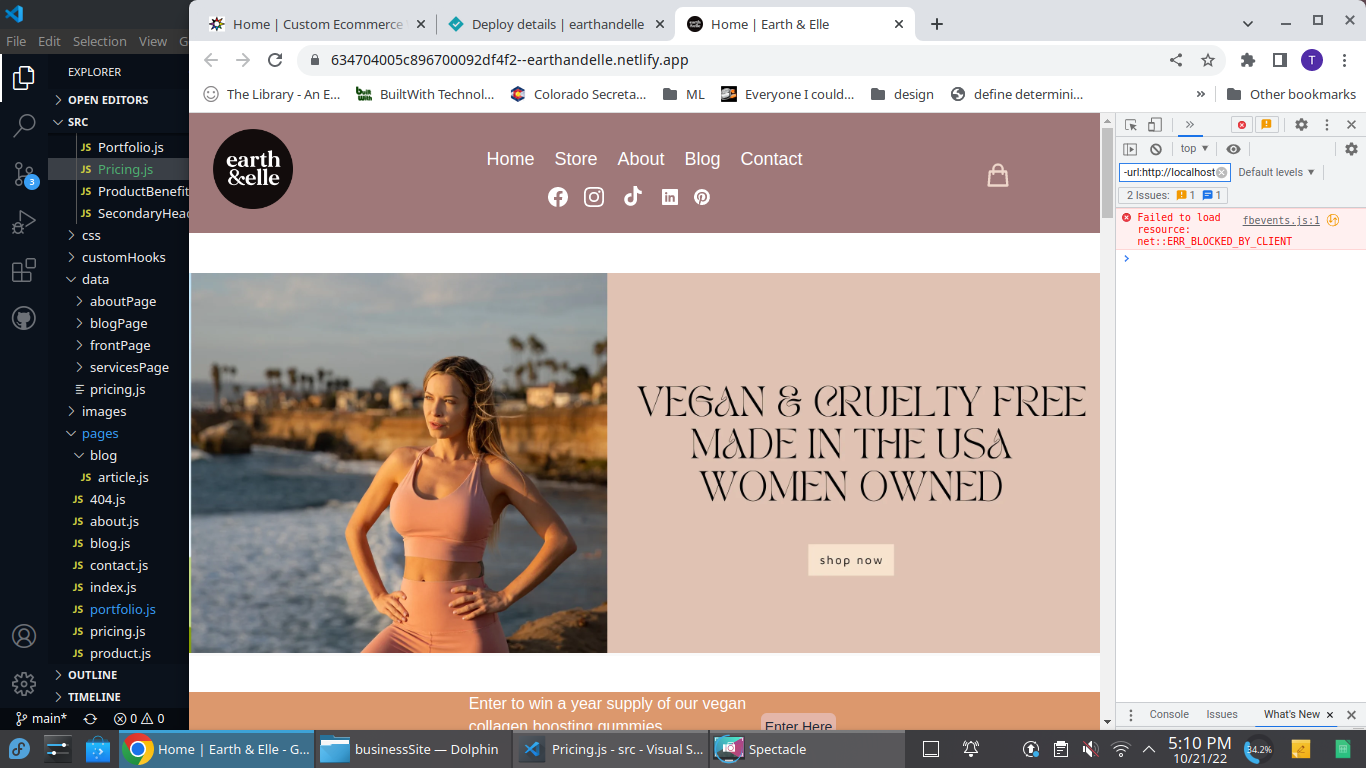 File Edit Selection View G
EXPLORER
OPEN EDITORS
SRC
JS Portfolio.js
JS Pricing.js
JS ProductBenefit
JS SecondaryHead
css
customHooks
data
aboutPage
blogPage
frontPage
servicesPage
pricing,js
images
pages
blog
JS article.js
JS 404.js
JS about.js
JS blog.js
JS contact.js
JS index.js
JS portfolio.js
JS pricing.js
JS product.js
OUTLINE
TIMELINE
3
main* 0 0
Home | Custom Ecommerce
Deploy details | earthandelle
Home | Earth & Elle
634704005c896700092df4f2--earthandelle.netlify.app
T
The Library - An E... BuiltWith Technol... Colorado Secreta... ML Everyone I could... design define determini... » Other bookmarks
earth
&elle
Home Store About Blog Contact
VEGAN & CRUELTY FREE
MADE IN THE USA
WOMEN OWNED
shop now
Enter to win a year supply of our vegan
collagen boosting gummies
Enter Here
top
-url:http://localhost Default levels
2 Issues: 1 1
Failed to load fbevents.js:1
resource:
net::ERR_BLOCKED_BY_CLIENT
Console Issues What's New
Home | Earth & Elle - G...
businessSite — Dolphin
Pricing.js - src - Visual S...
Spectacle
34.2%
5:10 PM
10/21/22